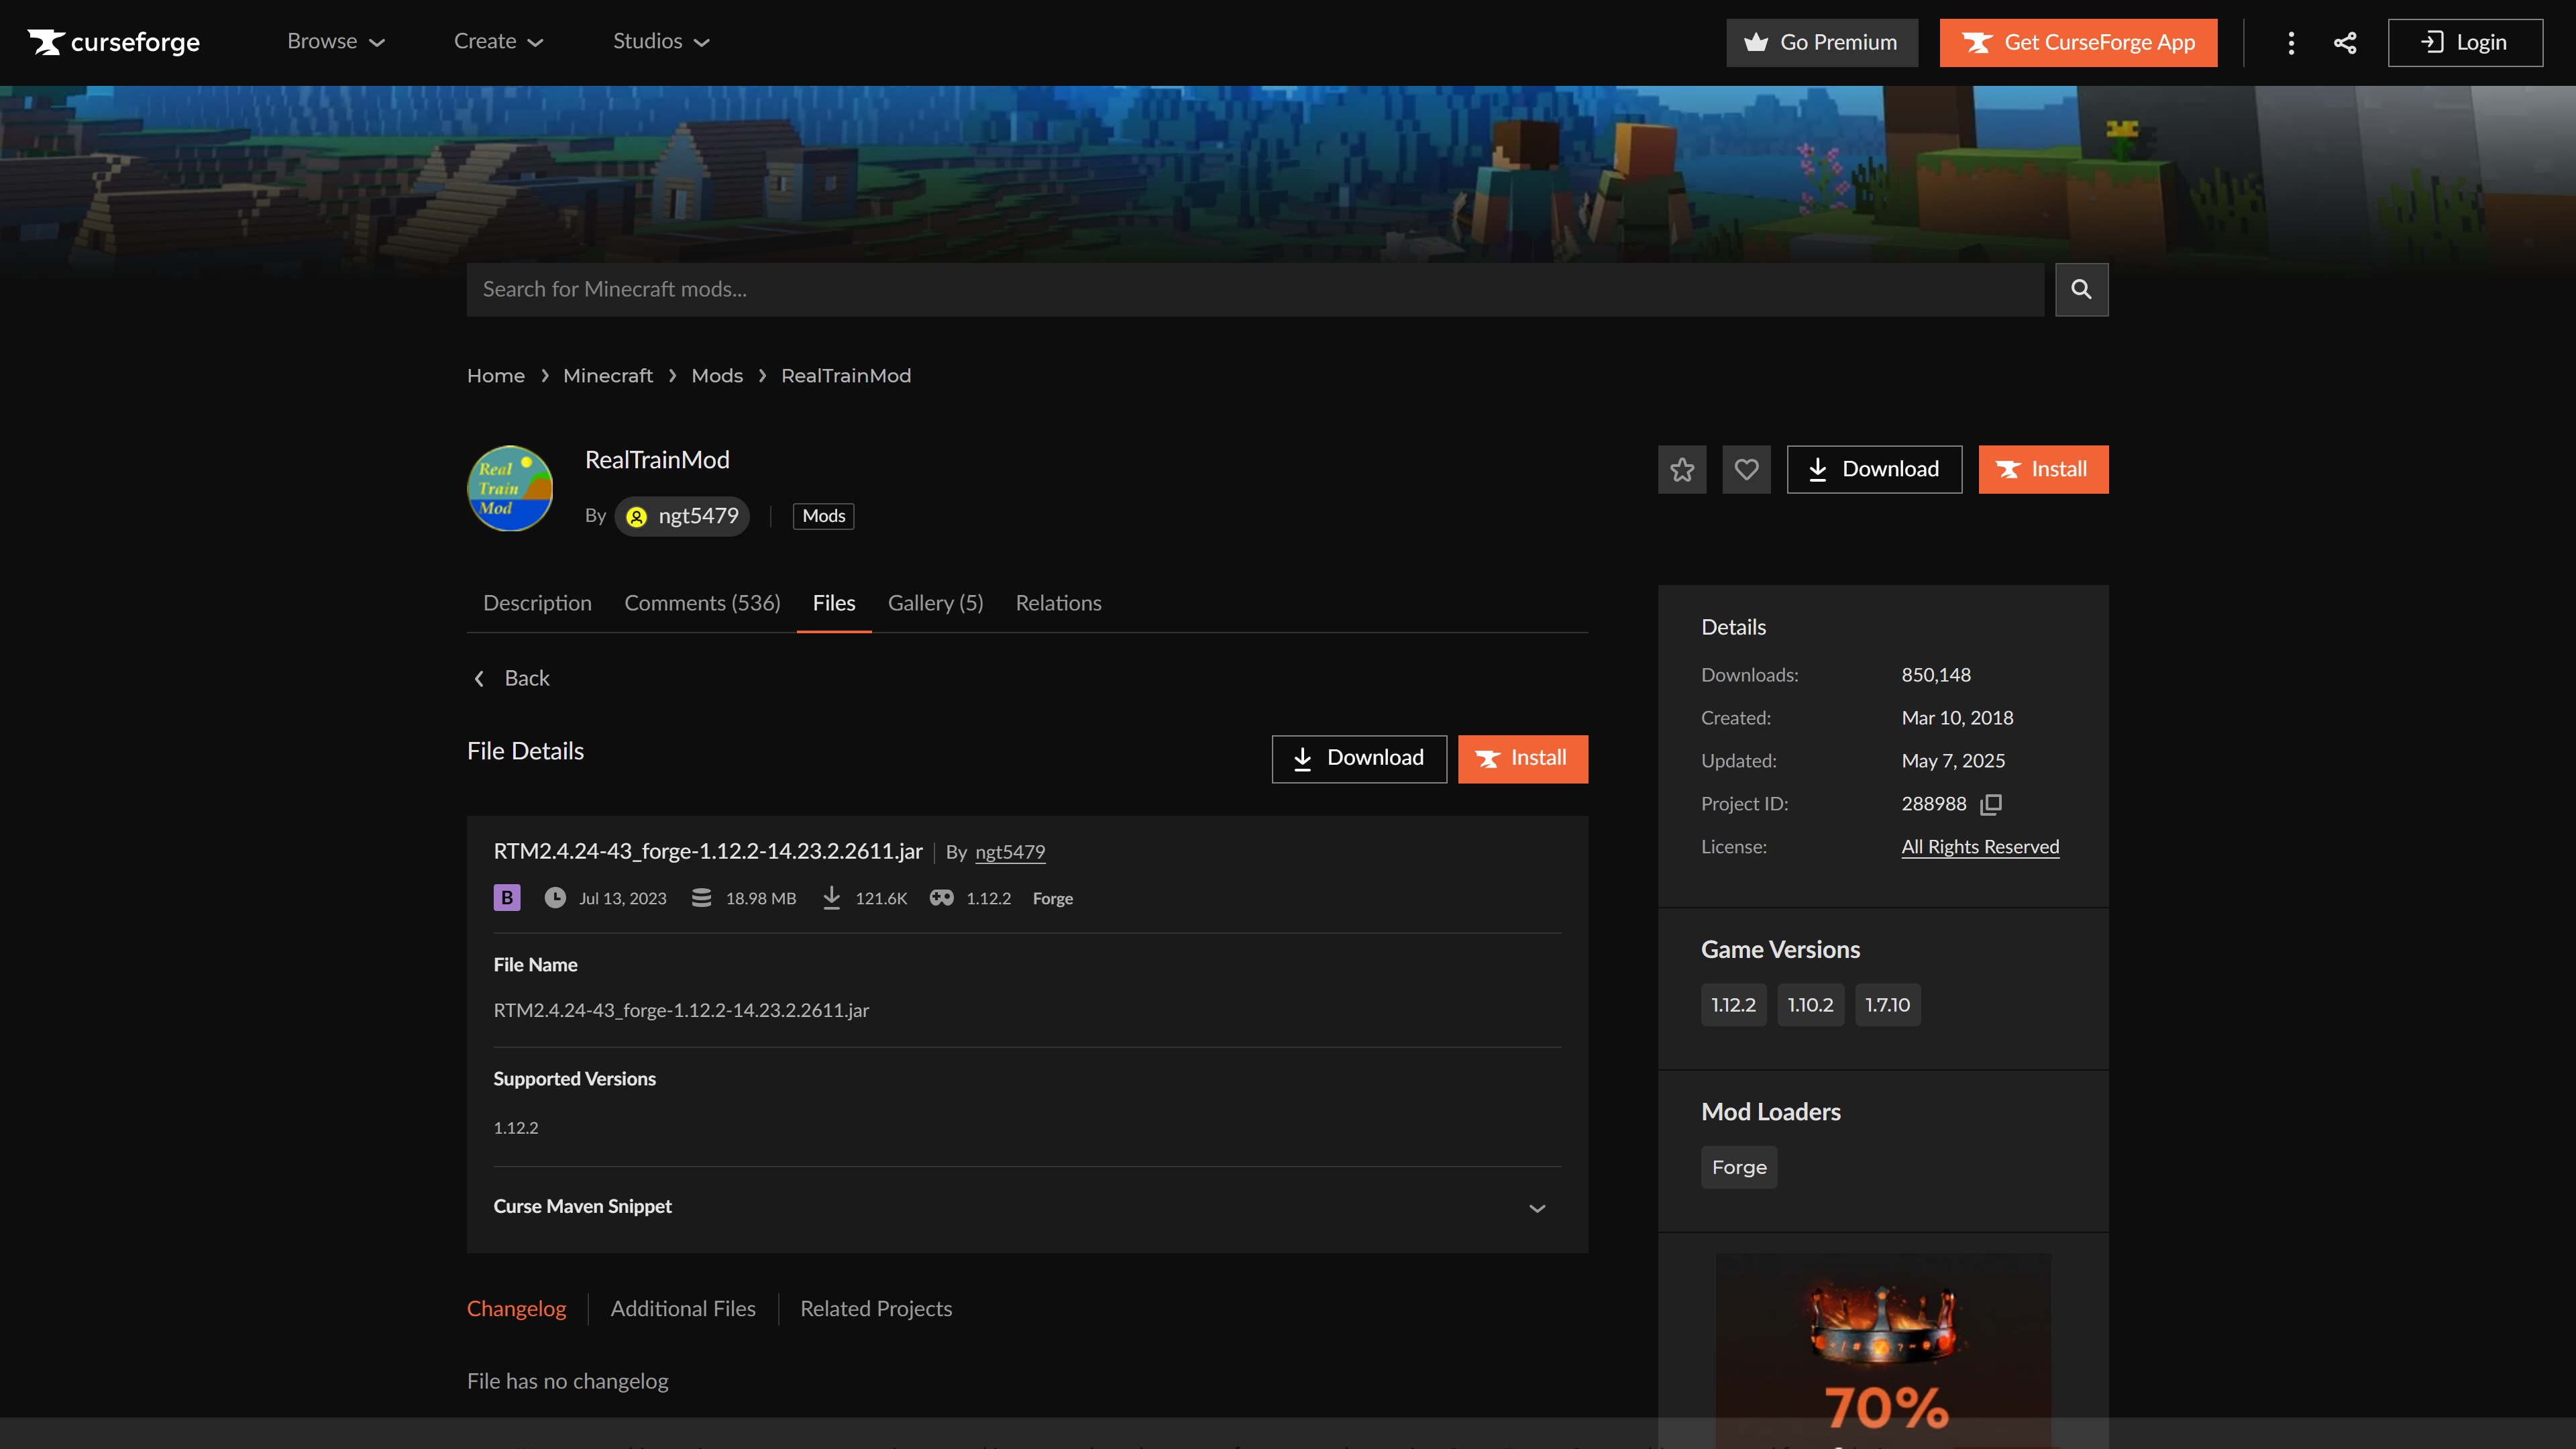 curseforge
Browse
Create
Studios
Go Premium
Get CurseForge App
Login
Search for Minecraft mods...
Home
Minecraft
Mods
RealTrainMod
Real
Train
Mod
RealTrainMod
By
ngt5479
Mods
Download
Install
Description
Comments (536)
Files
Gallery (5)
Relations
Back
File Details
Download
Install
RTM2.4.24-43_forge-1.12.2-14.23.2.2611.jar
By ngt5479
B
Jul 13, 2023
18.98 MB
121.6K
1.12.2
Forge
File Name
RTM2.4.24-43_forge-1.12.2-14.23.2.2611.jar
Supported Versions
1.12.2
Curse Maven Snippet
Changelog
Additional Files
Related Projects
File has no changelog
Details
Downloads: 850,148
Created: Mar 10, 2018
Updated: May 7, 2025
Project ID: 288988
License: All Rights Reserved
Game Versions
1.12.2
1.10.2
1.7.10
Mod Loaders
Forge
70%